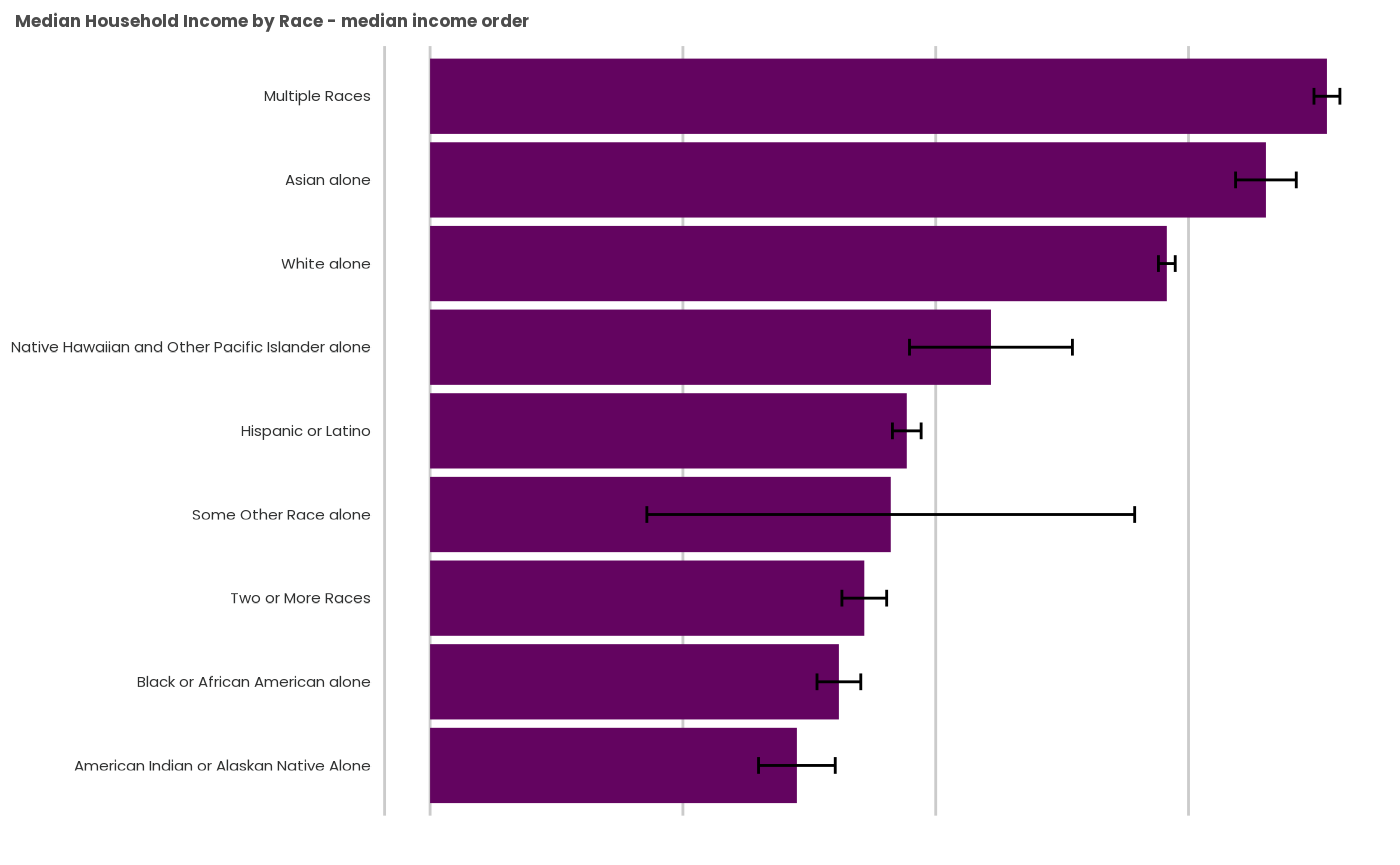 Median Household Income by Race - median income order
Multiple Races
Asian alone
White alone
Native Hawaiian and Other Pacific Islander alone
Hispanic or Latino
Some Other Race alone
Two or More Races
Black or African American alone
American Indian or Alaskan Native Alone